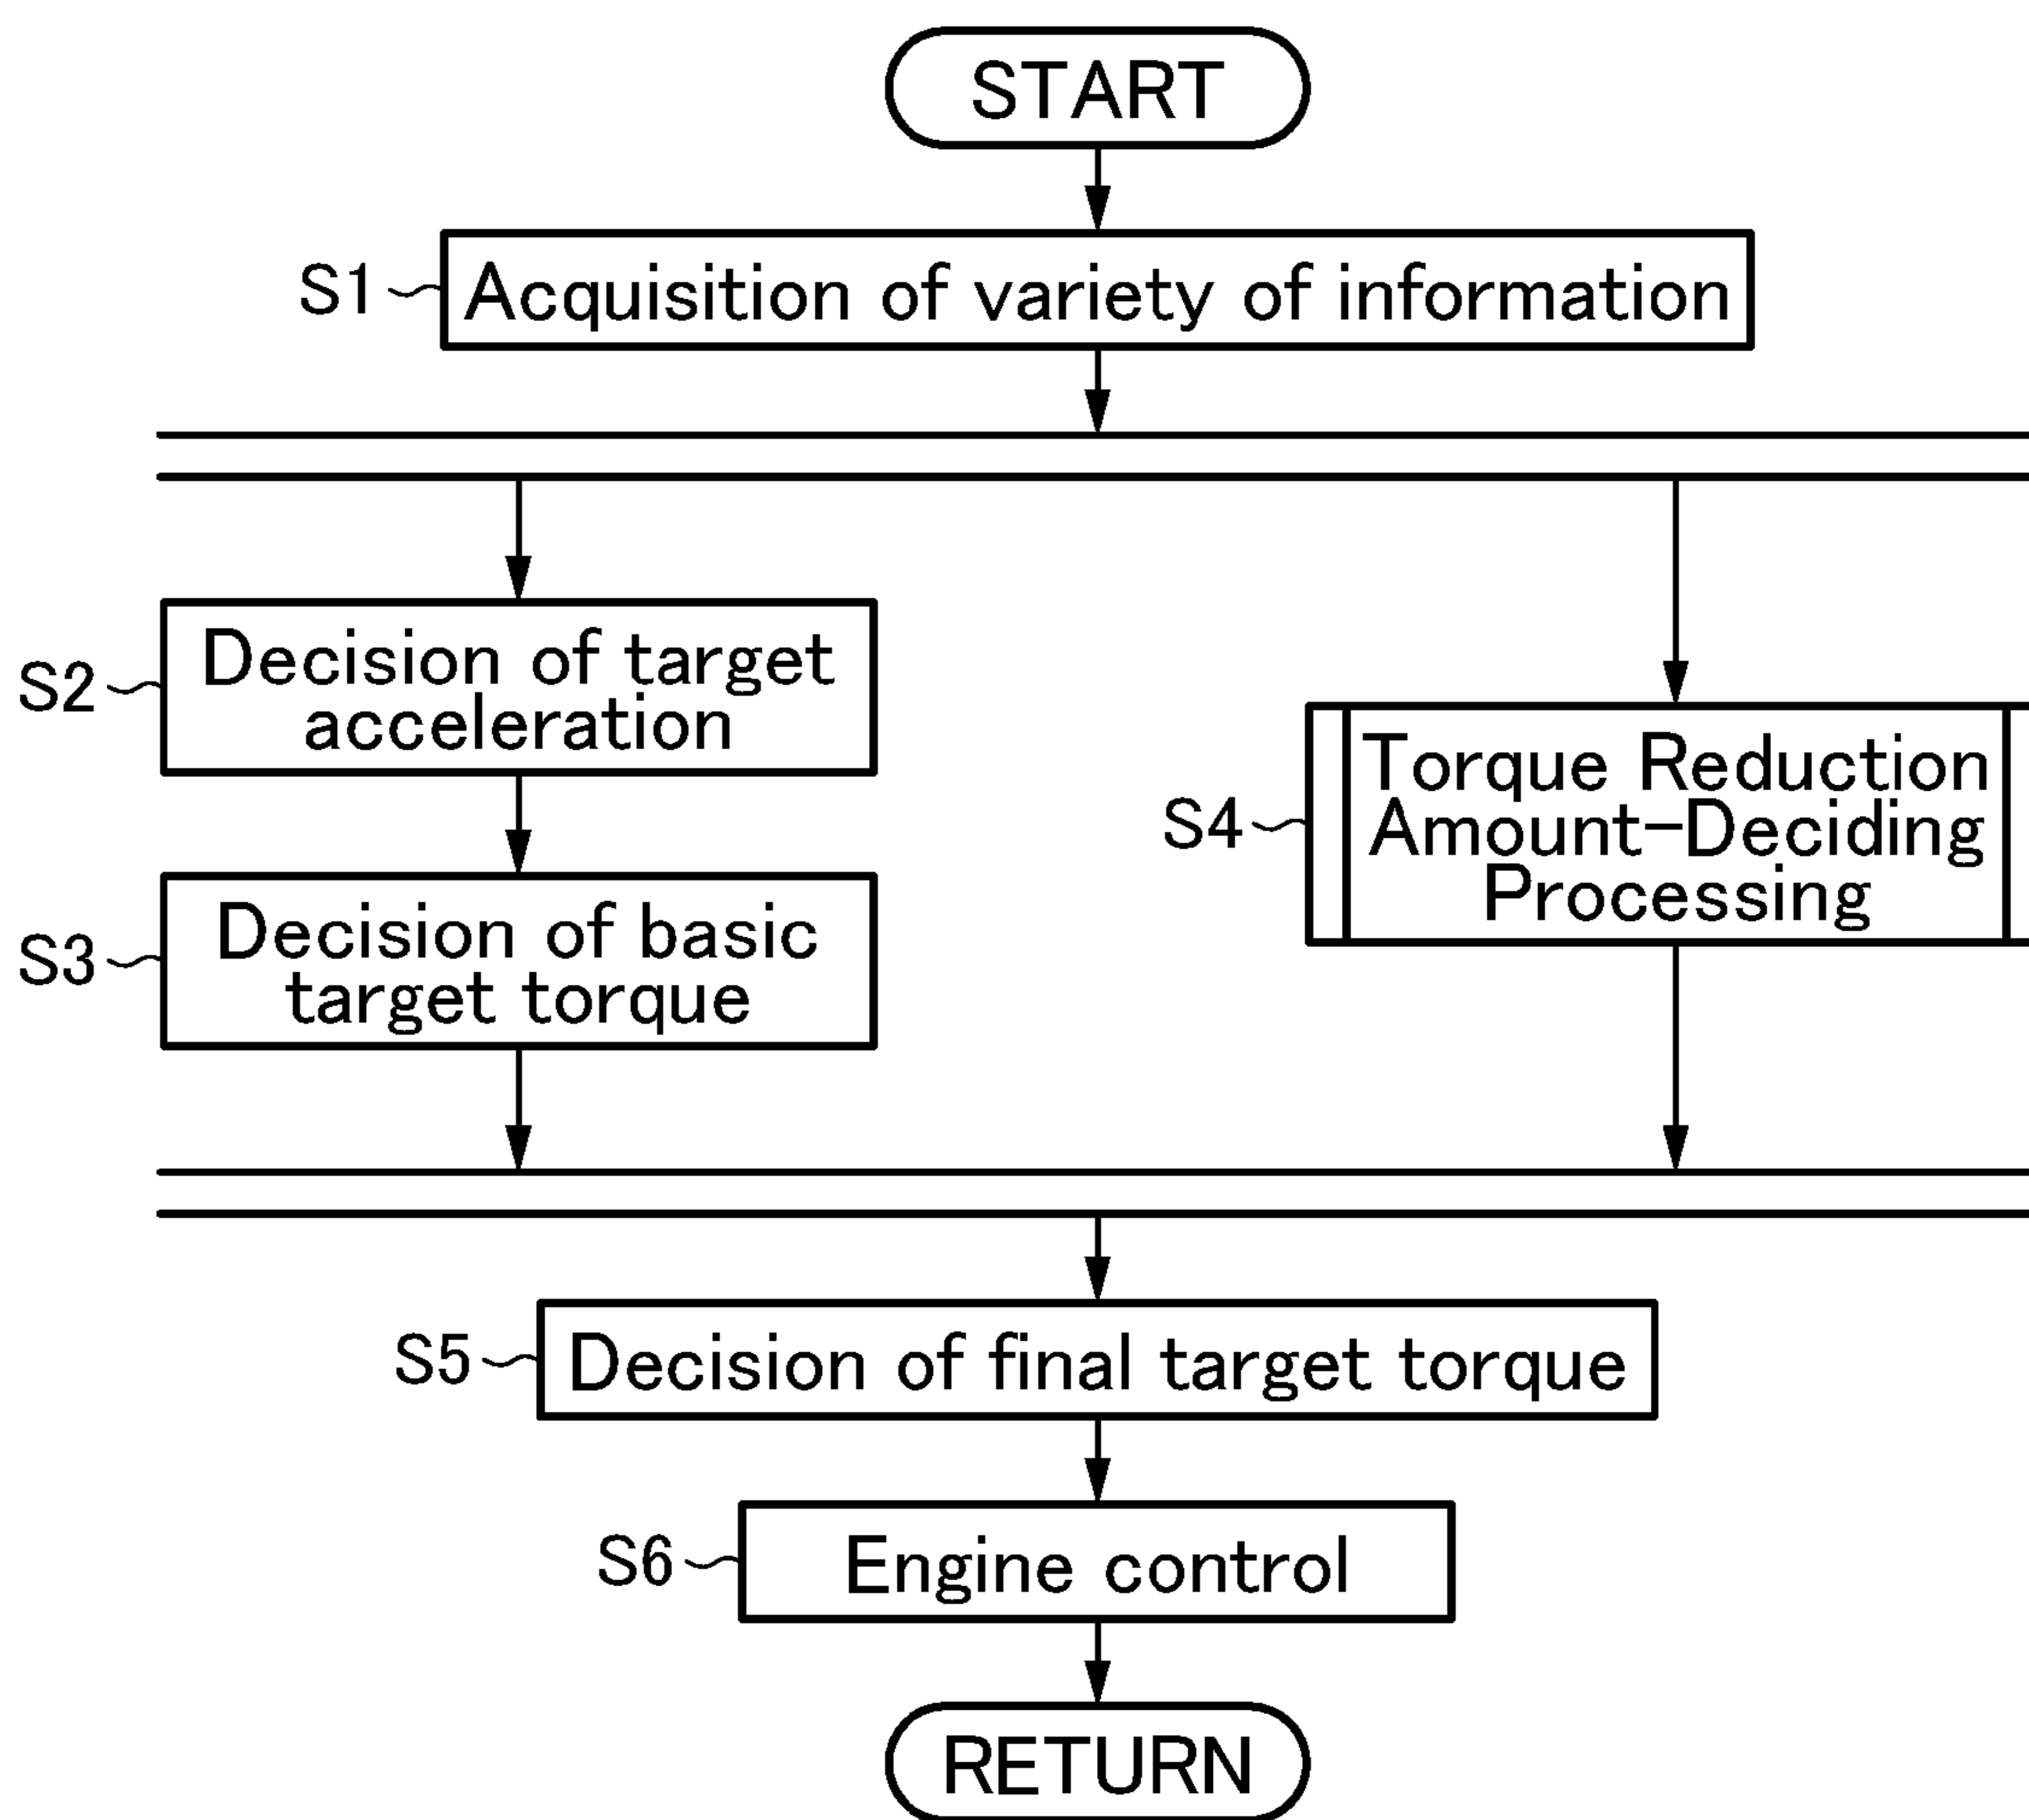 START
S1
Acquisition of variety of information
S2
Decision of target
acceleration
S3
Decision of basic
target torque
S4
Torque Reduction
Amount-Deciding
Processing
S5
Decision of final target torque
S6
Engine control
RETURN